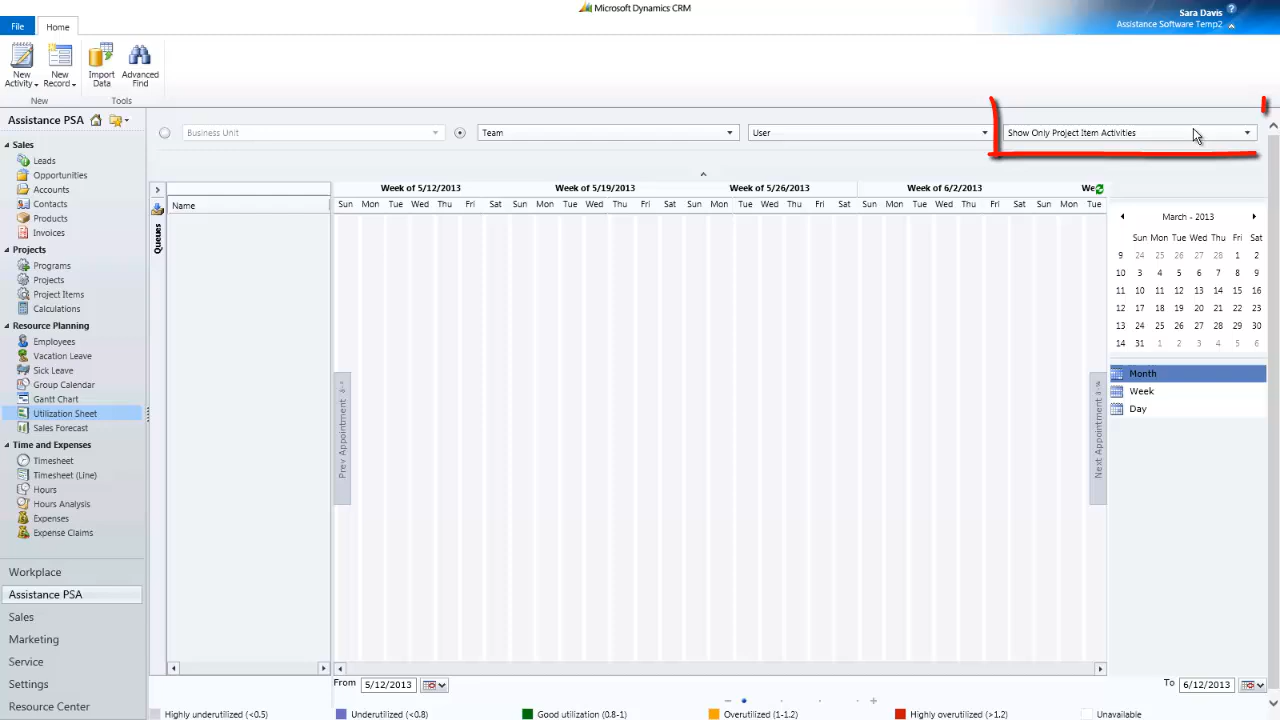 Microsoft Dynamics CRM
Sara Davis
Assistance Software Temp2
File
Home
New Activity
New Record
Import Data
Advanced Find
New
Tools
Assistance PSA
Business Unit
Team
User
Show Only Project Item Activities
Sales
Leads
Opportunities
Accounts
Contacts
Products
Invoices
Projects
Programs
Projects
Project Items
Calculations
Resource Planning
Employees
Vacation Leave
Sick Leave
Group Calendar
Gantt Chart
Utilization Sheet
Sales Forecast
Time and Expenses
Timesheet
Timesheet (Line)
Hours
Hours Analysis
Expenses
Expense Claims
Workplace
Assistance PSA
Sales
Marketing
Service
Settings
Resource Center
Queues
Name
Week of 5/12/2013 Week of 5/19/2013 Week of 5/26/2013 Week of 6/2/2013 We
Sun Mon Tue Wed Thu Fri Sat Sun Mon Tue Wed Thu Fri Sat Sun Mon Tue Wed Thu Fri Sat Sun Mon Tue Wed Thu Fri Sat Sun Mon Tue
Prev Appointment
Next Appointment
March - 2013
Sun Mon Tue Wed Thu Fri Sat
9 24 25 26 27 28 1 2
10 3 4 5 6 7 8 9
11 10 11 12 13 14 15 16
12 17 18 19 20 21 22 23
13 24 25 26 27 28 29 30
14 31 1 2 3 4 5 6
Month
Week
Day
From 5/12/2013
To 6/12/2013
Highly underutilized (<0.5) Underutilized (<0.8) Good utilization (0.8-1) Overutilized (1-1.2) Highly overutilized (>1.2) Unavailable